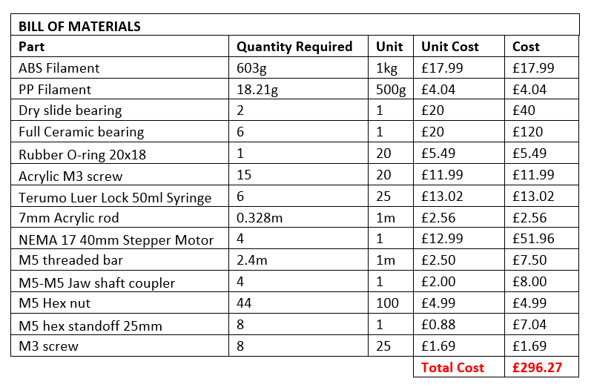 BILL OF MATERIALS
Part Quantity Required Unit Unit Cost Cost
ABS Filament 603g 1kg £17.99 £17.99
PP Filament 18.21g 500g £4.04 £4.04
Dry slide bearing 2 1 £20 £40
Full Ceramic bearing 6 1 £20 £120
Rubber O-ring 20x18 1 20 £5.49 £5.49
Acrylic M3 screw 15 20 £11.99 £11.99
Terumo Luer Lock 50ml Syringe 6 25 £13.02 £13.02
7mm Acrylic rod 0.328m 1m £2.56 £2.56
NEMA 17 40mm Stepper Motor 4 1 £12.99 £51.96
M5 threaded bar 2.4m 1m £2.50 £7.50
M5-M5 Jaw shaft coupler 4 1 £2.00 £8.00
M5 Hex nut 44 100 £4.99 £4.99
M5 hex standoff 25mm 8 1 £0.88 £7.04
M3 screw 8 25 £1.69 £1.69
Total Cost £296.27